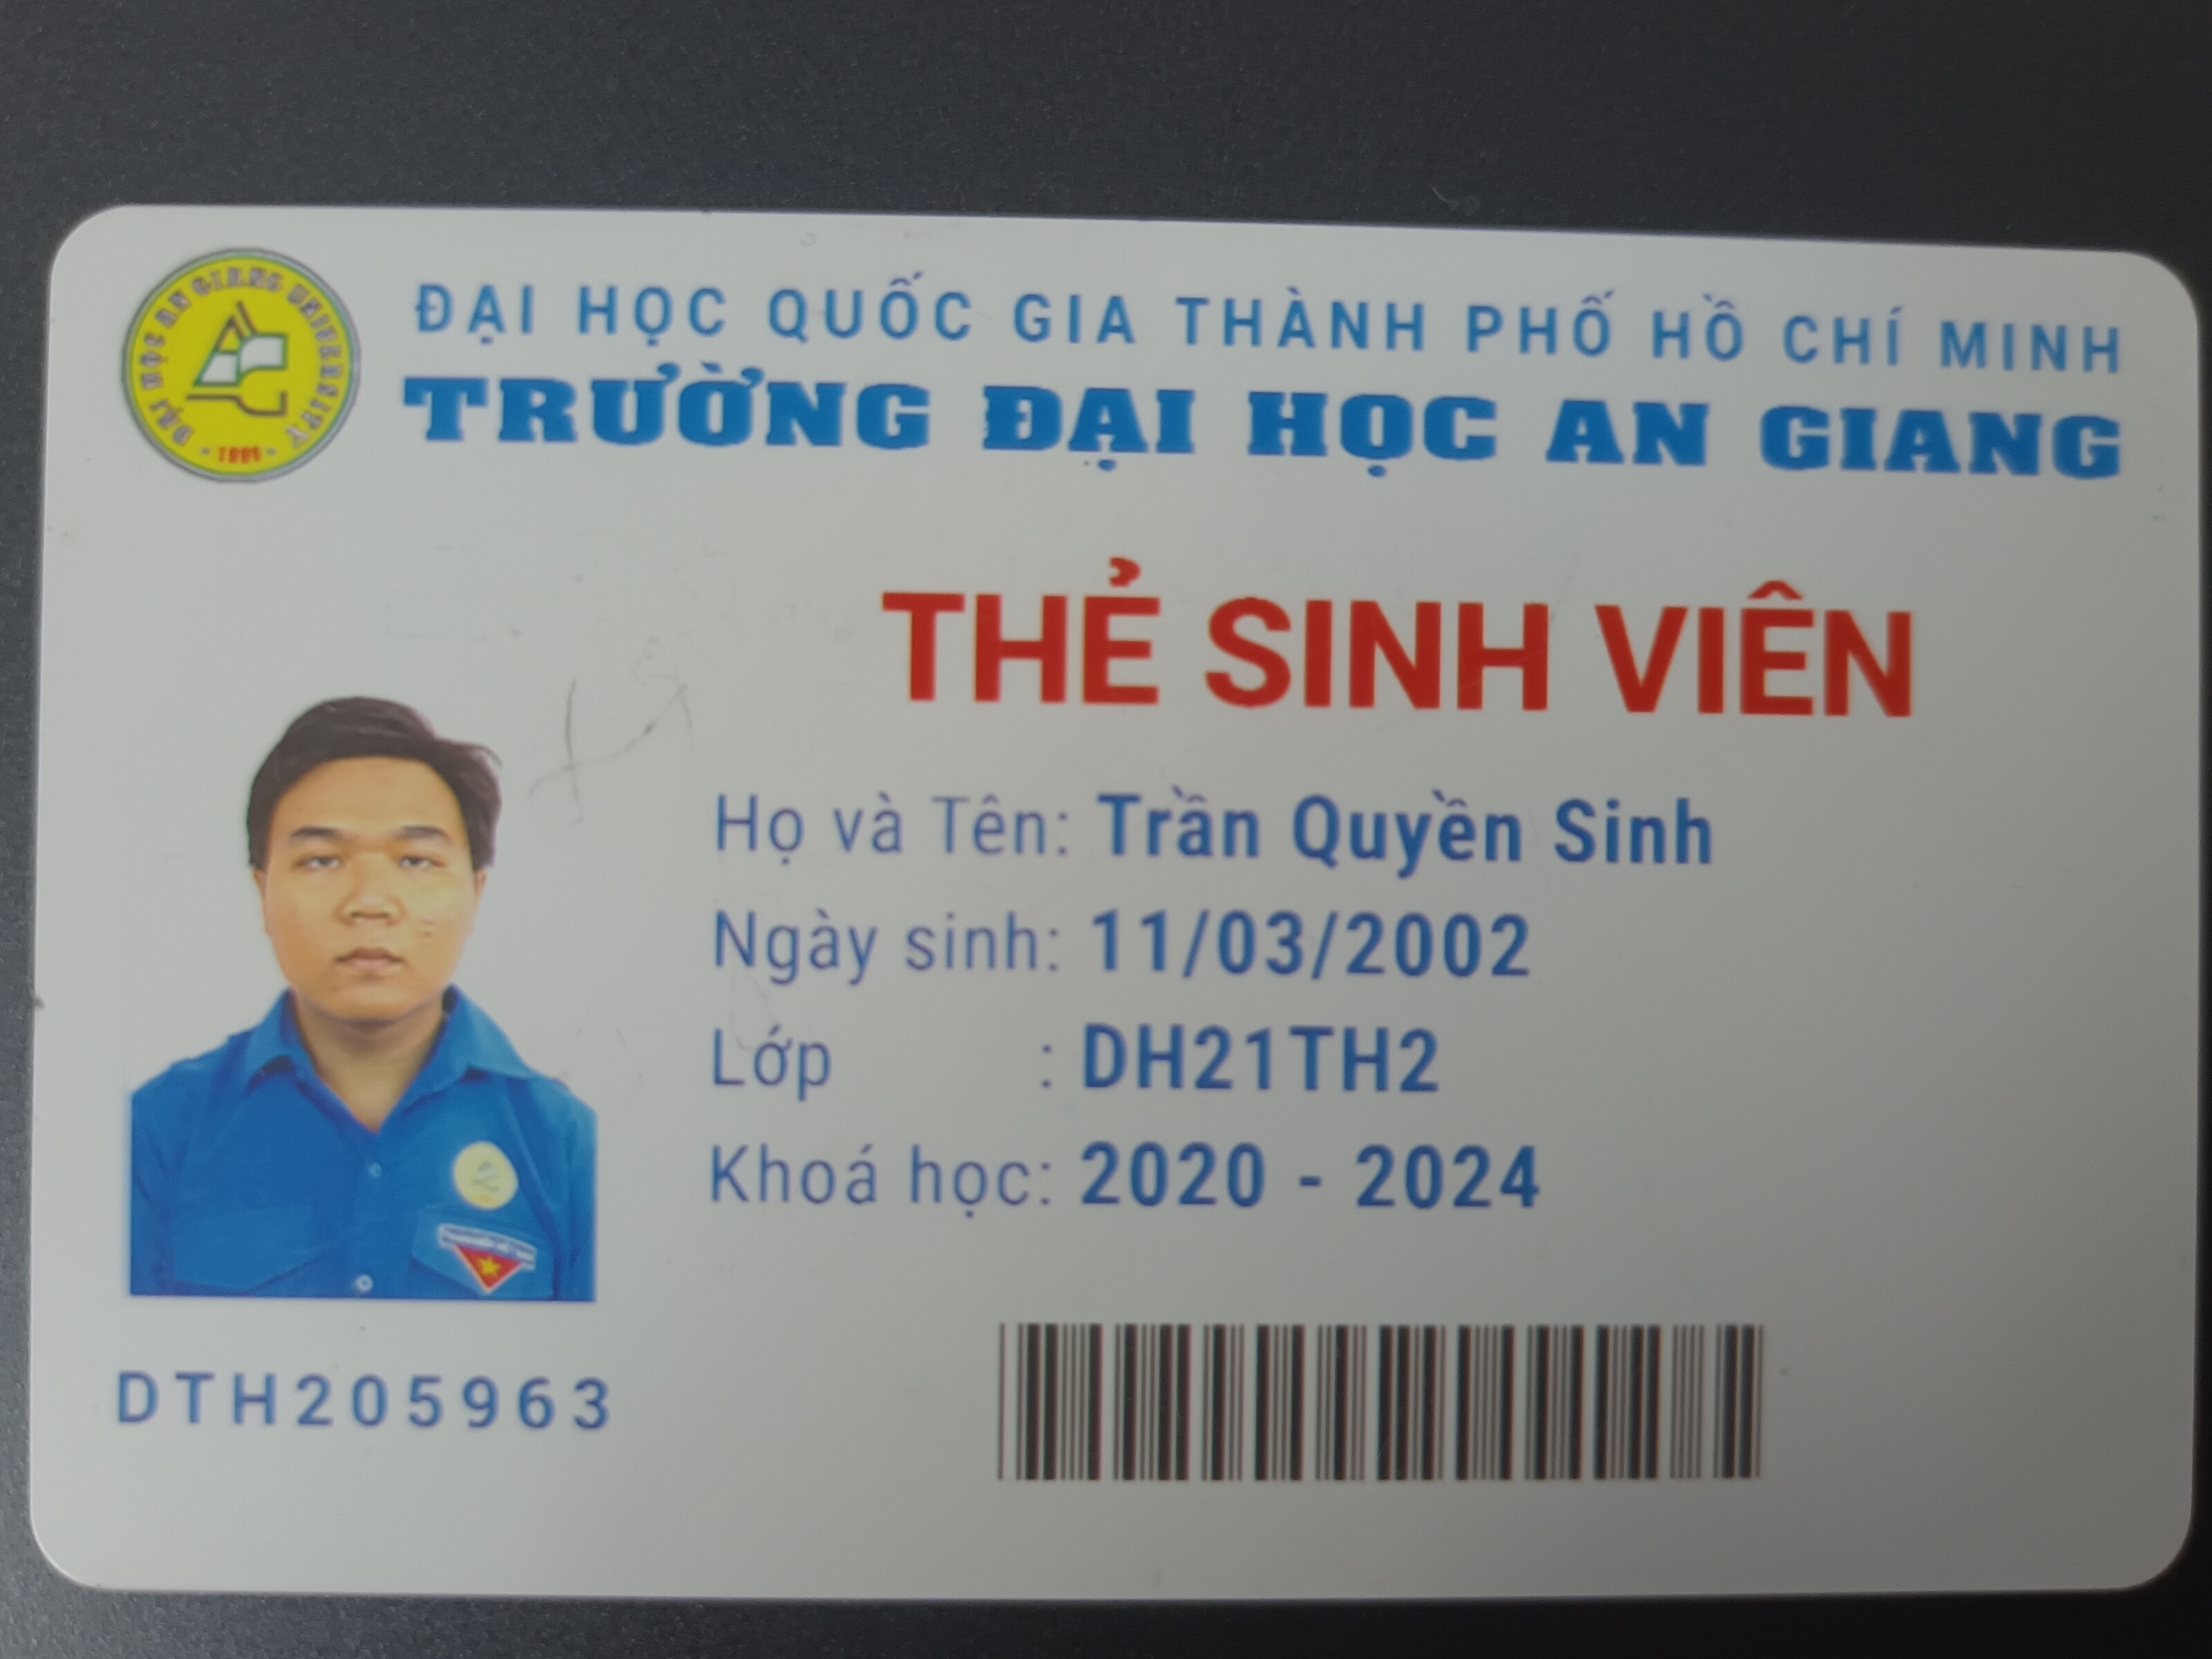 ĐẠI HỌC QUỐC GIA THÀNH PHỐ HỒ CHÍ MINH
TRƯỜNG ĐẠI HỌC AN GIANG
ĐẠI HỌC AN GIANG UNIVERSITY
THẺ SINH VIÊN
Họ và Tên: Trần Quyền Sinh
Ngày sinh: 11/03/2002
Lớp : DH21TH2
Khoá học: 2020 - 2024
DTH205963